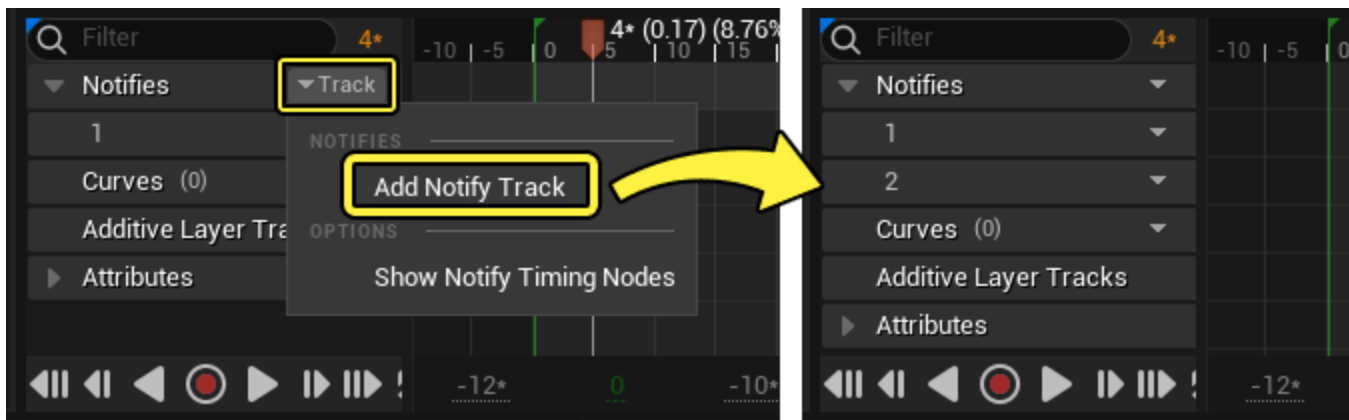 Filter
4*
4* (0.17) (8.76%
-10 -5 0 5 10 15
Notifies
Track
1
NOTIFIES
Add Notify Track
Curves (0)
Additive Layer Tra
OPTIONS
Attributes
Show Notify Timing Nodes
-12*
0
-10*
Filter
4*
-10 -5 0
Notifies
1
2
Curves (0)
Additive Layer Tracks
Attributes
-12*